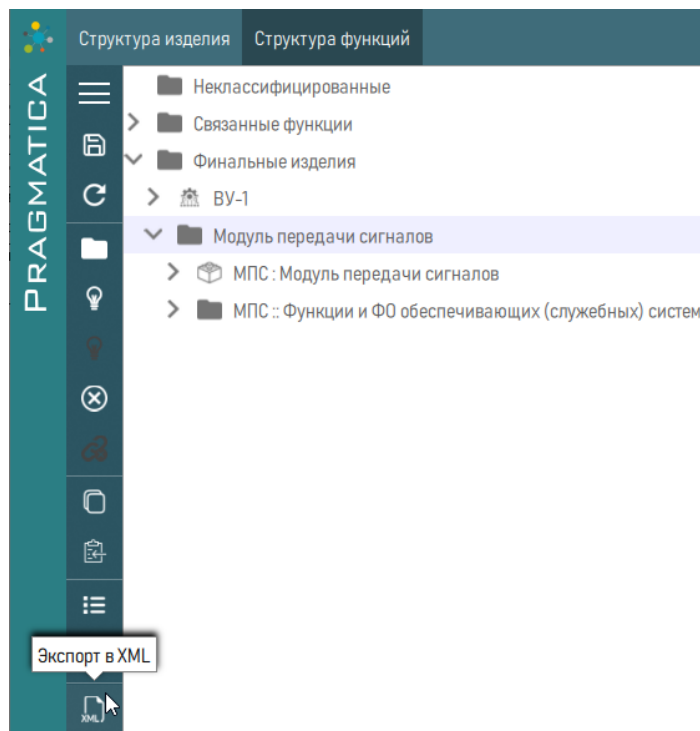 PRAGMATICA
Структура изделия Структура функций
Неклассифицированные
Связанные функции
Финальные изделия
ВУ-1
Модуль передачи сигналов
МПС : Модуль передачи сигналов
МПС :: Функции и ФО обеспечивающих (служебных) систем
Экспорт в XML
XML